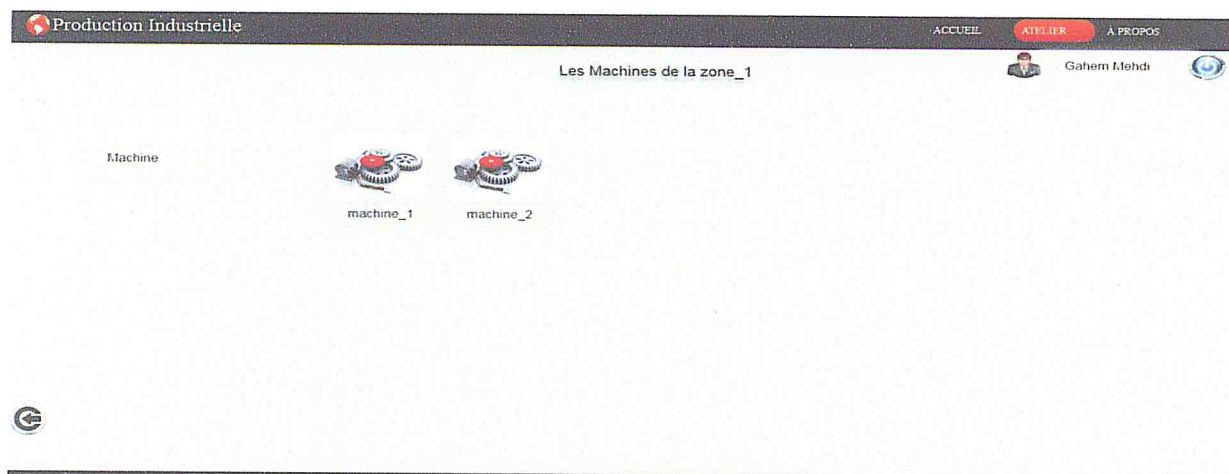 Production Industrielle
ACCUEIL ATELIER À PROPOS
Les Machines de la zone_1
Gahem Mehdi
Machine
machine_1 machine_2